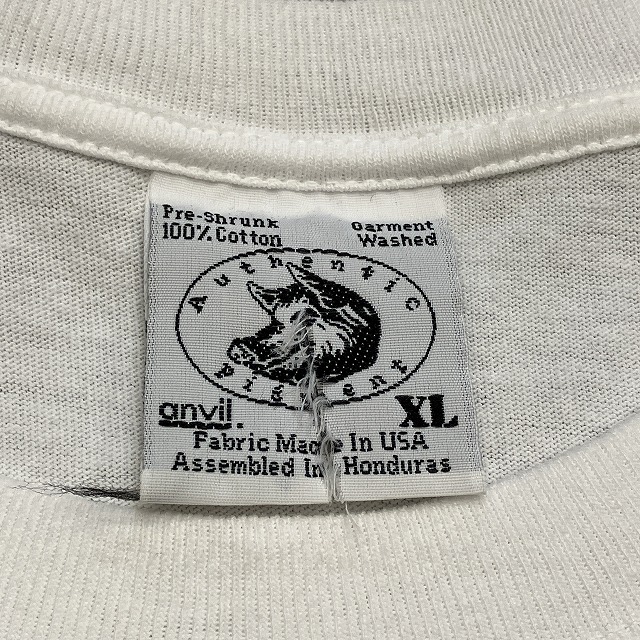 Pre-Shrunk Garment
100% Cotton Washed
Authentic
Pigment
anvil. XL
Fabric Made In USA
Assembled In Honduras